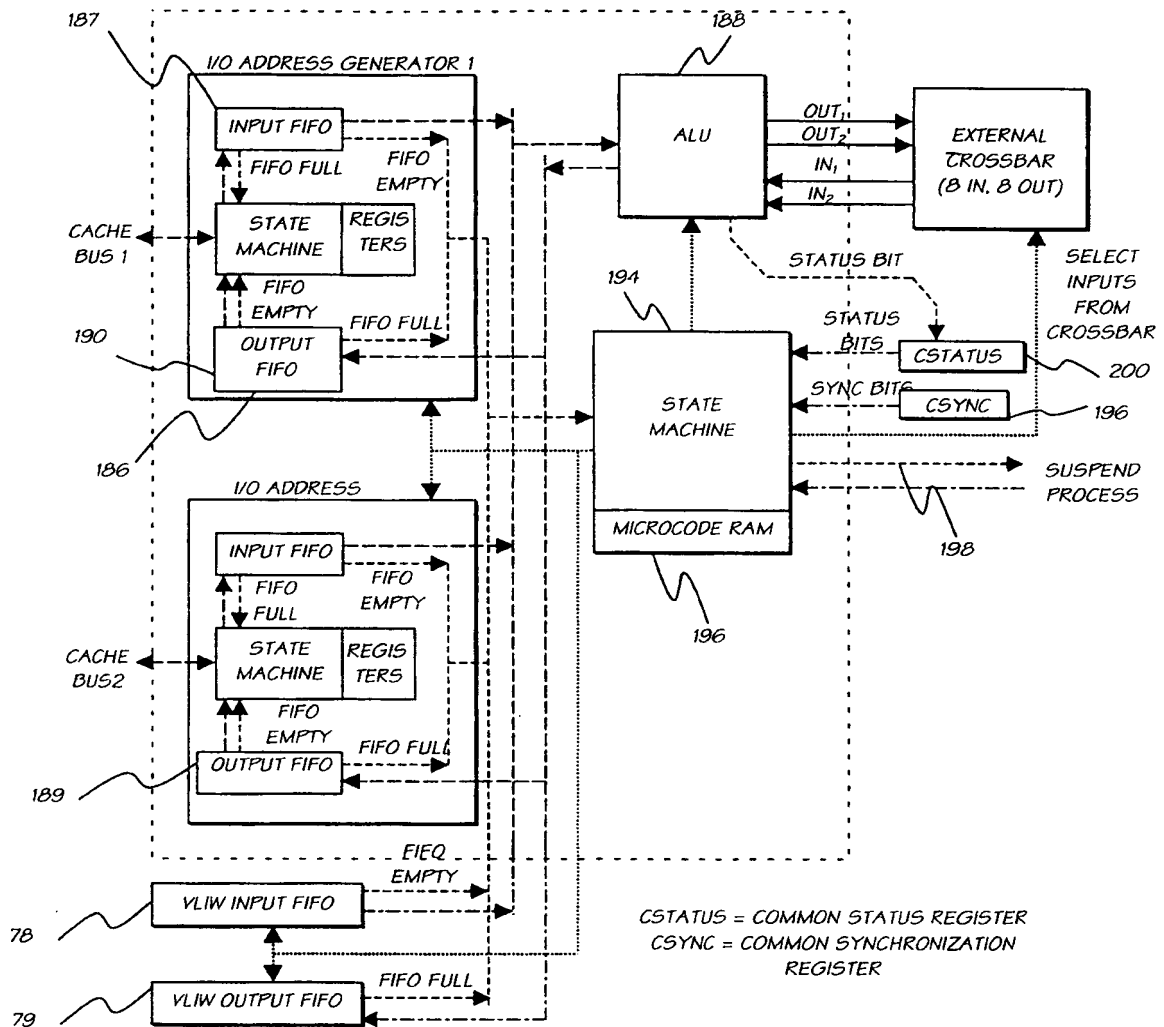 187
188
I/O ADDRESS GENERATOR 1
INPUT FIFO
FIFO FULL
FIFO
EMPTY
STATE
MACHINE
REGIS
TERS
CACHE
BUS 1
FIFO
EMPTY
FIFO FULL
OUTPUT
FIFO
190
186
ALU
OUT1
OUT2
IN1
IN2
EXTERNAL
CROSSBAR
(8 IN, 8 OUT)
STATUS BIT
SELECT
INPUTS
FROM
CROSSBAR
194
STATUS
BITS
CSTATUS
200
SYNC BITS
CSYNC
196
STATE
MACHINE
SUSPEND
PROCESS
198
MICROCODE RAM
196
I/O ADDRESS
INPUT FIFO
FIFO
FULL
FIFO
EMPTY
STATE
MACHINE
REGIS
TERS
CACHE
BUS2
FIFO
EMPTY
FIFO FULL
OUTPUT FIFO
189
FIFO
EMPTY
VLIW INPUT FIFO
78
FIFO FULL
VLIW OUTPUT FIFO
79
CSTATUS = COMMON STATUS REGISTER
CSYNC = COMMON SYNCHRONIZATION
REGISTER